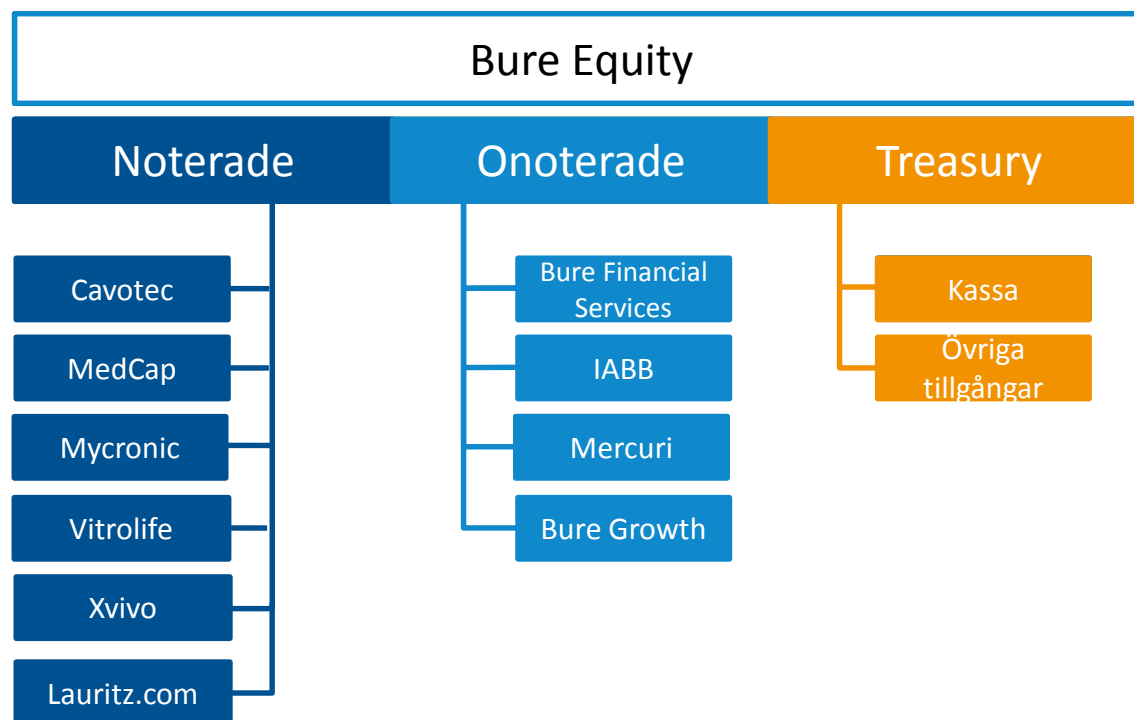 Bure Equity
Noterade
Onoterade
Treasury
Cavotec
MedCap
Mycronic
Vitrolife
Xvivo
Lauritz.com
Bure Financial
Services
IABB
Mercuri
Bure Growth
Kassa
Övriga
tillgångar